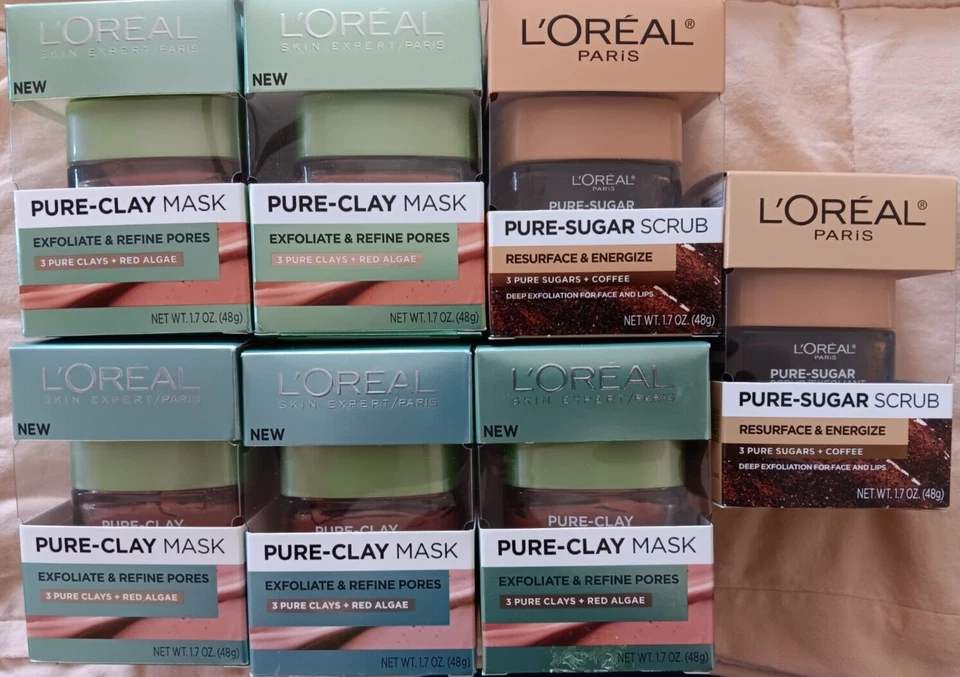 L'ORÉAL
SKIN EXPERT/PARIS
NEW
PURE-CLAY MASK
EXFOLIATE & REFINE PORES
3 PURE CLAYS + RED ALGAE
NET WT. 1.7 OZ. (48g)
L'ORÉAL
SKIN EXPERT/PARIS
NEW
PURE-CLAY MASK
EXFOLIATE & REFINE PORES
3 PURE CLAYS + RED ALGAE
NET WT. 1.7 OZ. (48g)
L'ORÉAL®
PARiS
L'ORÉAL®
PARiS
PURE-SUGAR
PURE-SUGAR SCRUB
RESURFACE & ENERGIZE
3 PURE SUGARS + COFFEE
DEEP EXFOLIATION FOR FACE AND LIPS
NET WT. 1.7 OZ. (48g)
L'ORÉAL®
PARiS
L'ORÉAL®
PARiS
PURE-SUGAR
SCRUB/EXFOLIANT
PURE-SUGAR SCRUB
RESURFACE & ENERGIZE
3 PURE SUGARS + COFFEE
DEEP EXFOLIATION FOR FACE AND LIPS
NET WT. 1.7 OZ. (48g)
L'ORÉAL
SKIN EXPERT/PARIS
NEW
PURE-CLAY
PURE-CLAY MASK
EXFOLIATE & REFINE PORES
3 PURE CLAYS + RED ALGAE
NET WT. 1.7 OZ. (48g)
L'ORÉAL
SKIN EXPERT/PARIS
NEW
PURE-CLAY
PURE-CLAY MASK
EXFOLIATE & REFINE PORES
3 PURE CLAYS + RED ALGAE
NET WT. 1.7 OZ. (48g)
L'ORÉAL
SKIN EXPERT/PARIS
NEW
PURE-CLAY
PURE-CLAY MASK
EXFOLIATE & REFINE PORES
3 PURE CLAYS + RED ALGAE
NET WT. 1.7 OZ. (48g)